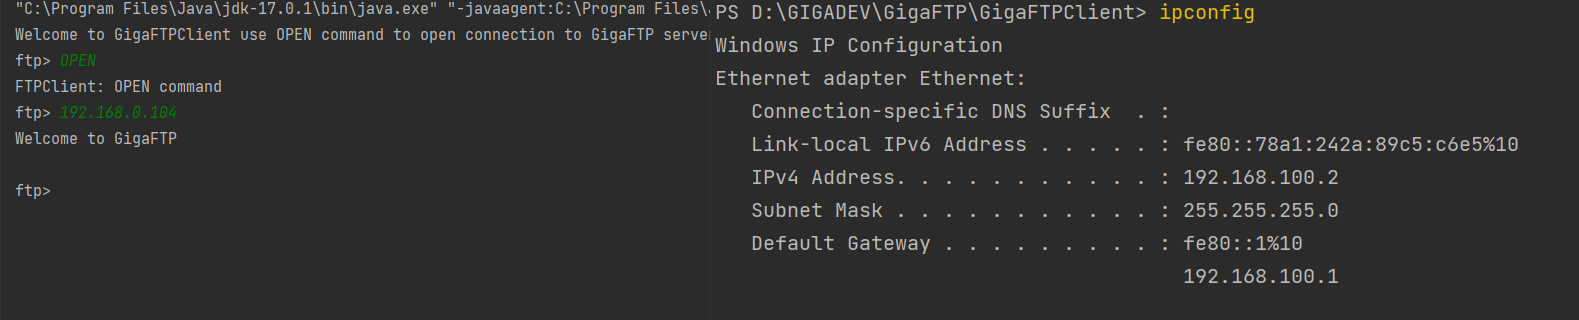 "C:\Program Files\Java\jdk-17.0.1\bin\java.exe" "-javaagent:C:\Program Files\
Welcome to GigaFTPClient use OPEN command to open connection to GigaFTP server
ftp> OPEN
FTPClient: OPEN command
ftp> 192.168.0.104
Welcome to GigaFTP
ftp>
PS D:\GIGADEV\GigaFTP\GigaFTPClient> ipconfig
Windows IP Configuration
Ethernet adapter Ethernet:
Connection-specific DNS Suffix  . :
Link-local IPv6 Address . . . . . : fe80::78a1:242a:89c5:c6e5%10
IPv4 Address. . . . . . . . . . . : 192.168.100.2
Subnet Mask . . . . . . . . . . . : 255.255.255.0
Default Gateway . . . . . . . . . : fe80::1%10
192.168.100.1